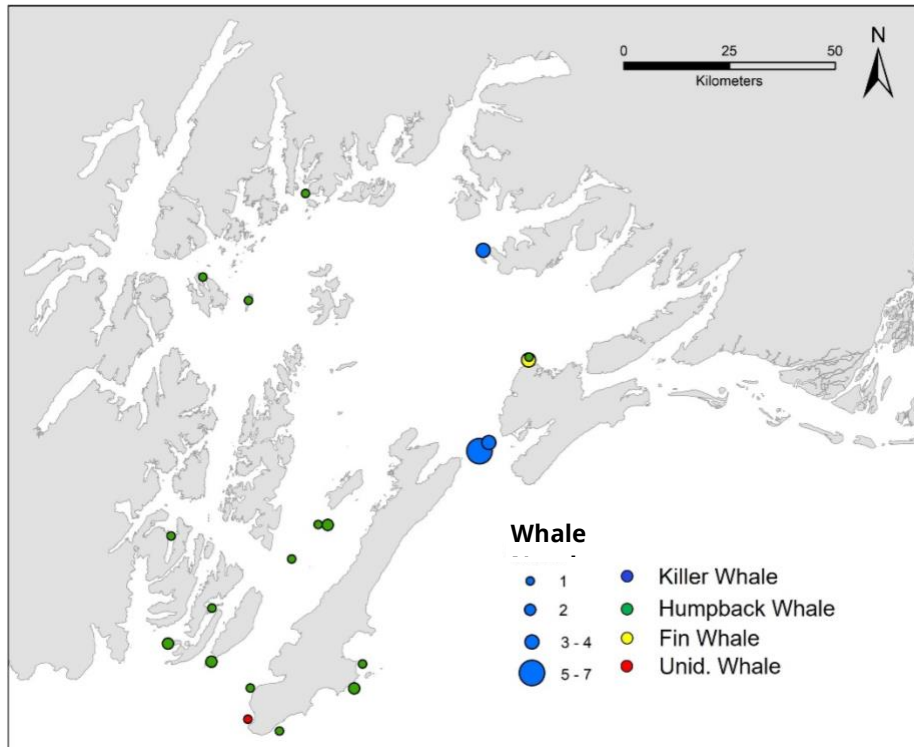 N
0 25 50
Kilometers
Whale
1
2
3 - 4
5 - 7
Killer Whale
Humpback Whale
Fin Whale
Unid. Whale